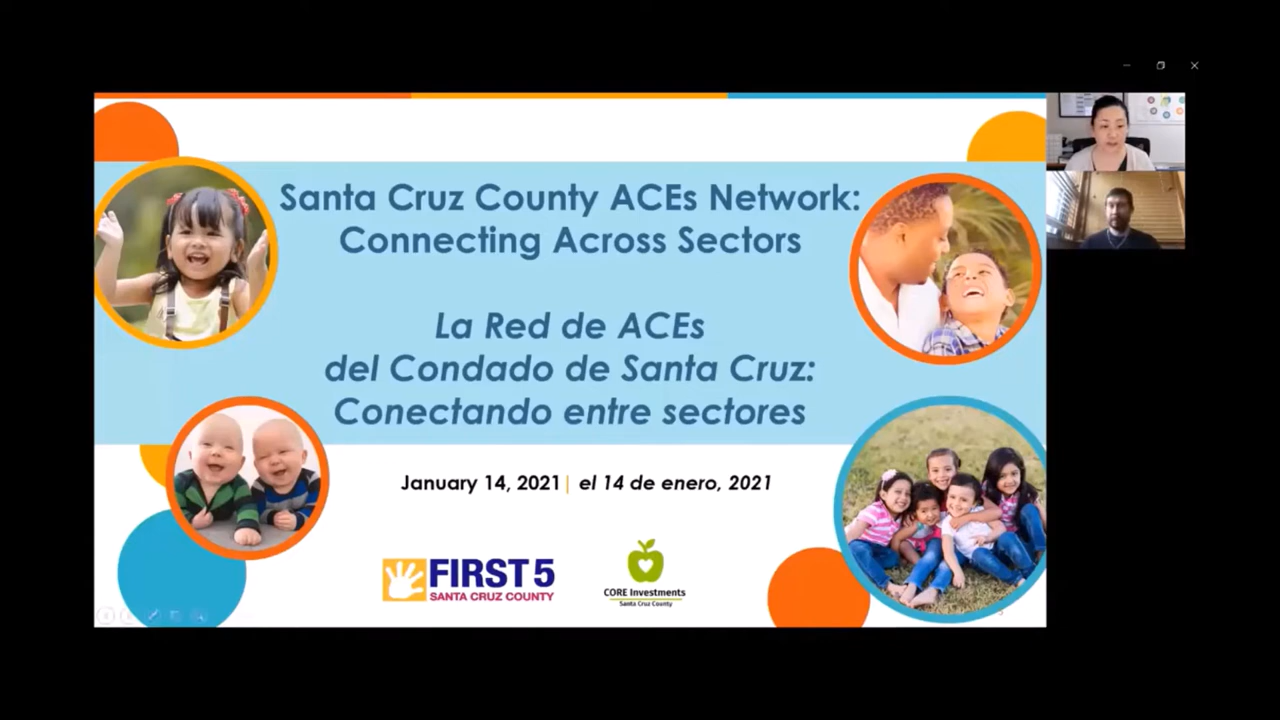 Santa Cruz County ACEs Network:
Connecting Across Sectors
La Red de ACEs
del Condado de Santa Cruz:
Conectando entre sectores
January 14, 2021 | el 14 de enero, 2021
FIRST 5
SANTA CRUZ COUNTY
CORE Investments
Santa Cruz County